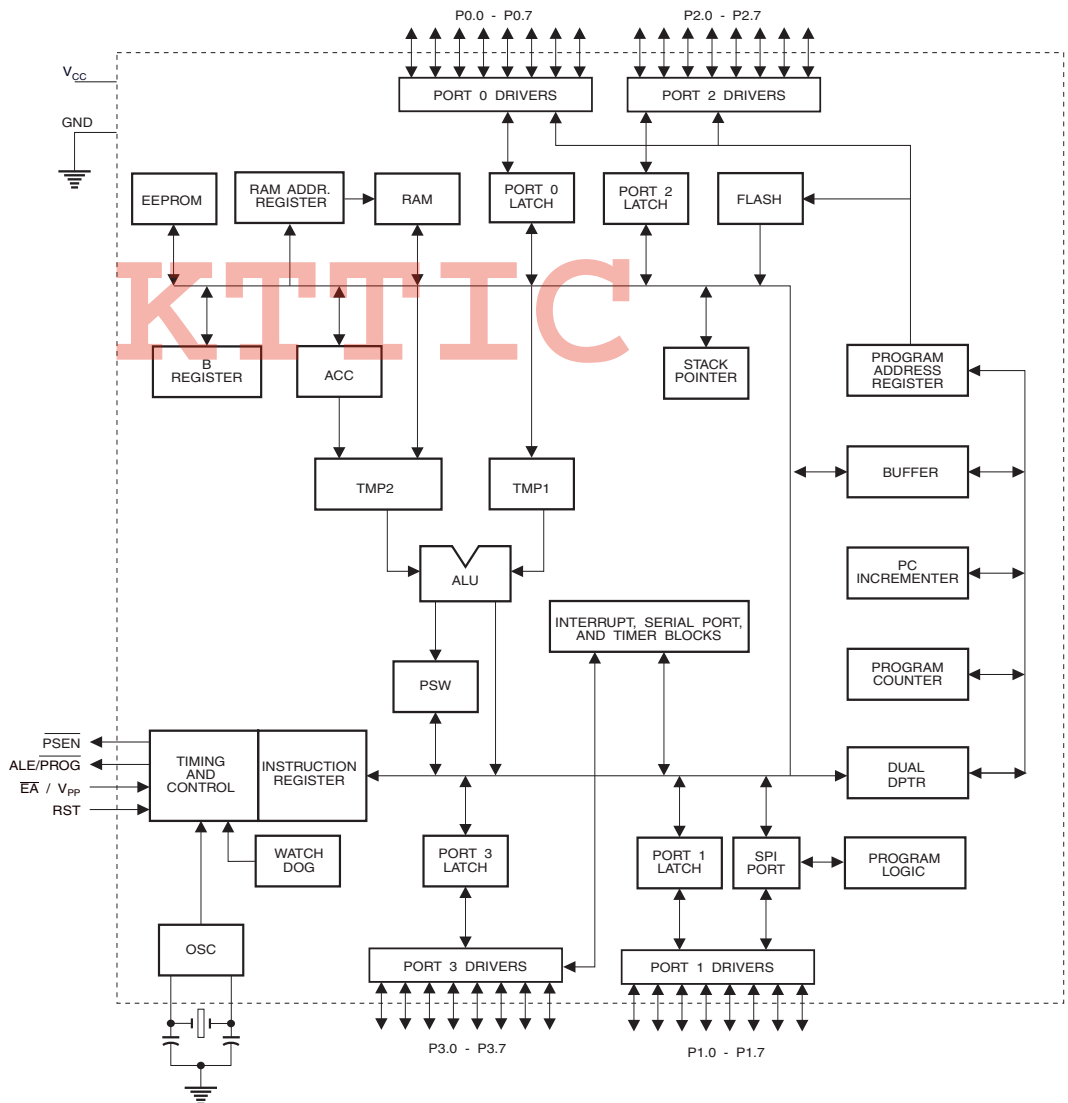 P0.0 - P0.7
P2.0 - P2.7
V_CC
PORT 0 DRIVERS
PORT 2 DRIVERS
GND
EEPROM
RAM ADDR.
REGISTER
RAM
PORT 0
LATCH
PORT 2
LATCH
FLASH
KTTIC
B
REGISTER
ACC
STACK
POINTER
PROGRAM
ADDRESS
REGISTER
TMP2
TMP1
BUFFER
ALU
PC
INCREMENTER
INTERRUPT, SERIAL PORT,
AND TIMER BLOCKS
PSW
PROGRAM
COUNTER
PSEN
ALE/PROG
EA / V_PP
RST
TIMING
AND
CONTROL
INSTRUCTION
REGISTER
DUAL
DPTR
WATCH
DOG
PORT 3
LATCH
PORT 1
LATCH
SPI
PORT
PROGRAM
LOGIC
OSC
PORT 3 DRIVERS
PORT 1 DRIVERS
P3.0 - P3.7
P1.0 - P1.7